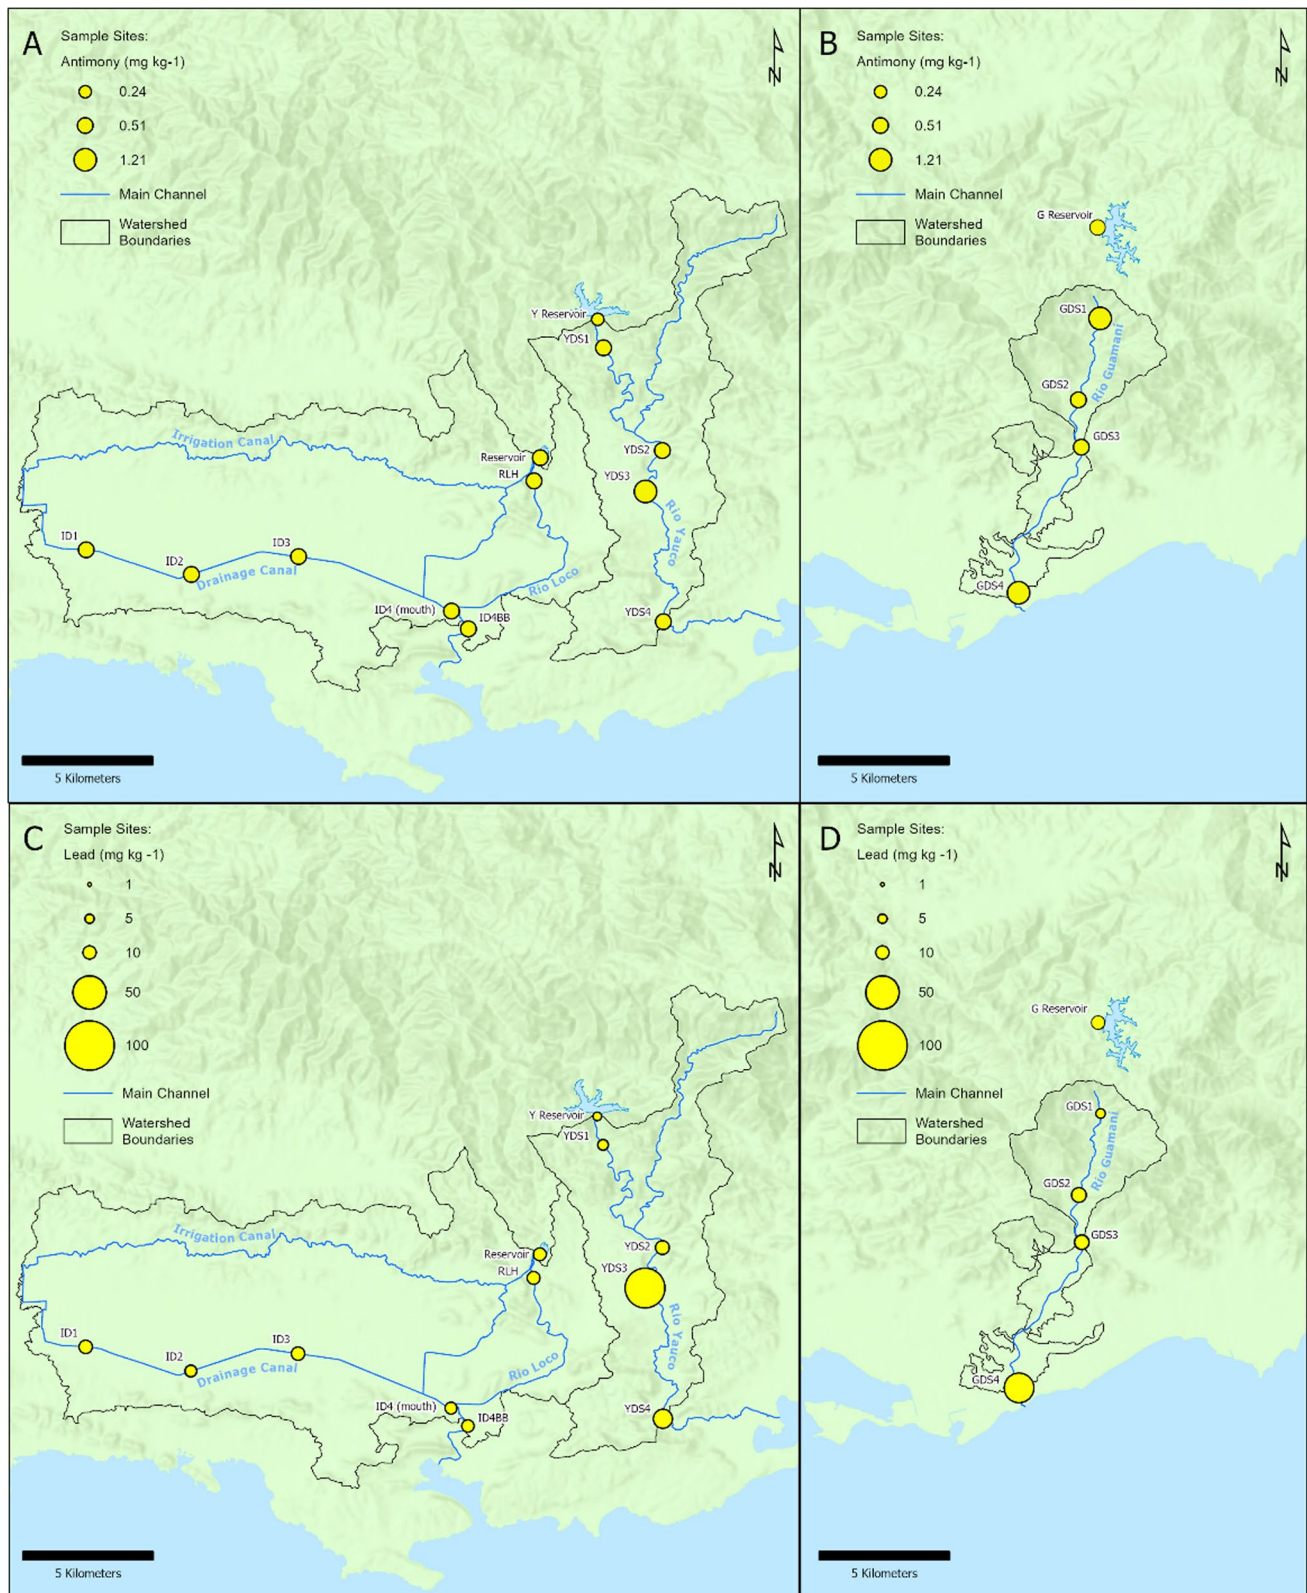 A
Sample Sites:
Antimony (mg kg-1)
0.24
0.51
1.21
Main Channel
Watershed
Boundaries
N
Y Reservoir
YDS1
Irrigation Canal
Reservoir
RLH
YDS2
YDS3
Rio Yauco
ID1
ID2
ID3
Drainage Canal
Rio Loco
ID4 (mouth)
ID4BB
YDS4
5 Kilometers
B
Sample Sites:
Antimony (mg kg-1)
0.24
0.51
1.21
Main Channel
Watershed
Boundaries
N
G Reservoir
GDS1
Rio Guamaní
GDS2
GDS3
GDS4
5 Kilometers
C
Sample Sites:
Lead (mg kg -1)
1
5
10
50
100
Main Channel
Watershed
Boundaries
N
Y Reservoir
YDS1
Irrigation Canal
Reservoir
RLH
YDS2
YDS3
Rio Yauco
ID1
ID2
ID3
Drainage Canal
Rio Loco
ID4 (mouth)
ID4BB
YDS4
5 Kilometers
D
Sample Sites:
Lead (mg kg -1)
1
5
10
50
100
Main Channel
Watershed
Boundaries
N
G Reservoir
GDS1
Rio Guamaní
GDS2
GDS3
GDS4
5 Kilometers